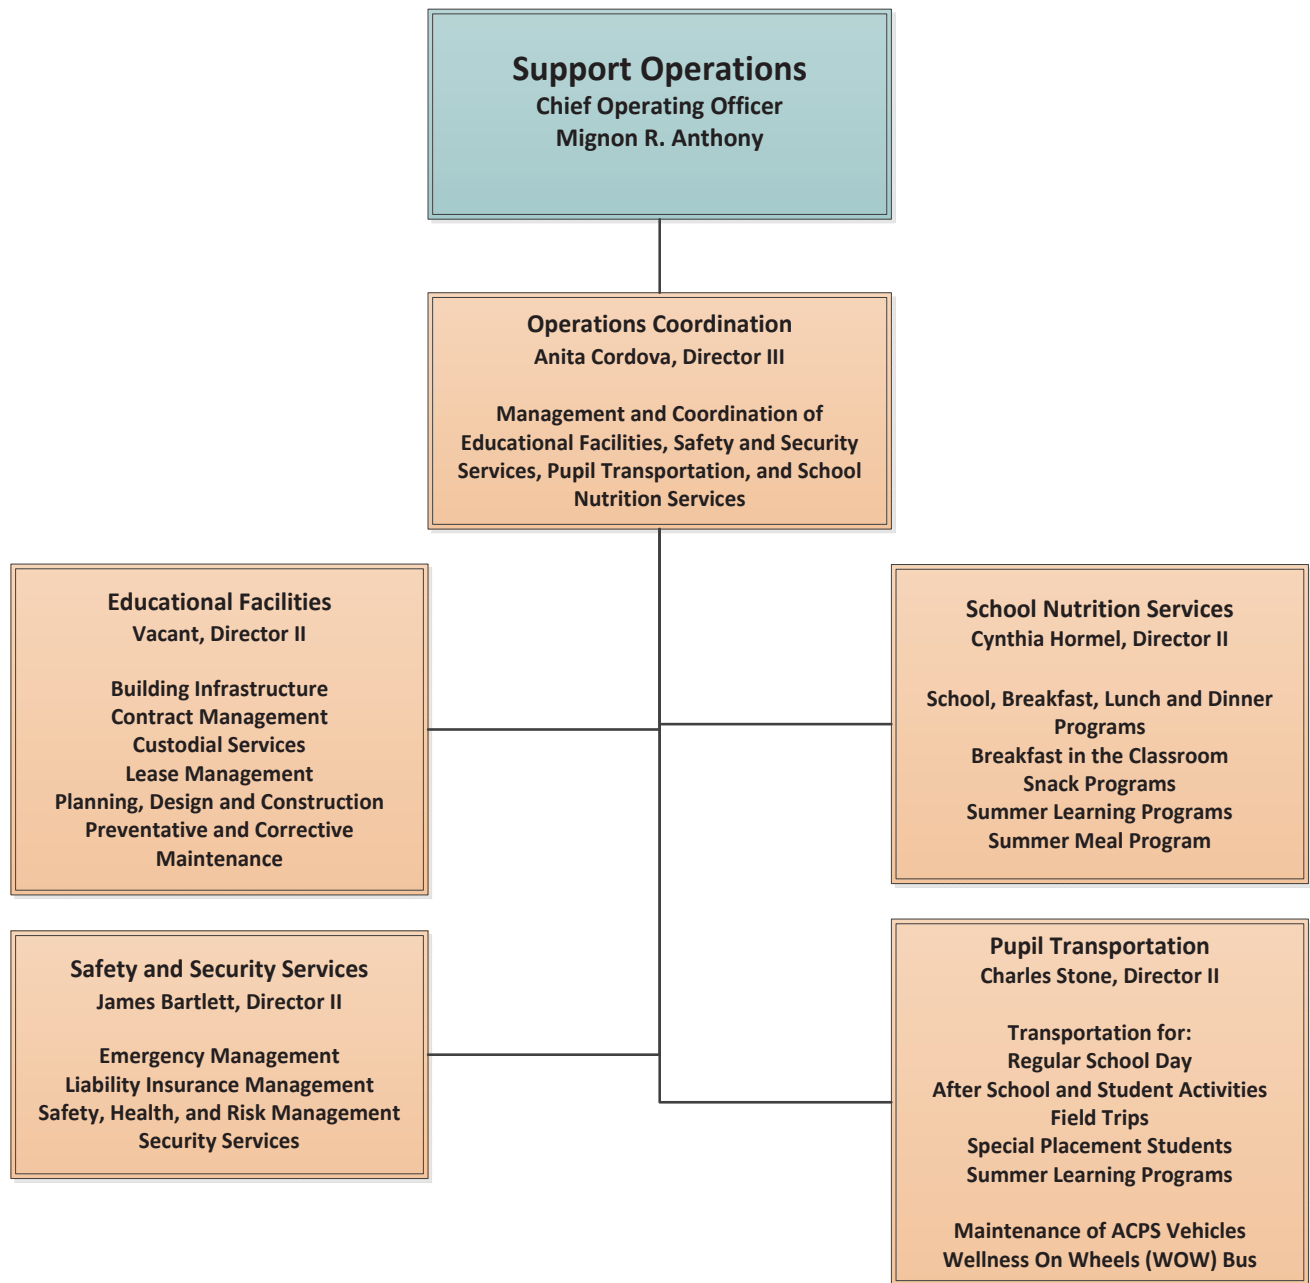 Support Operations
Chief Operating Officer
Mignon R. Anthony
Operations Coordination
Anita Cordova, Director III
Management and Coordination of
Educational Facilities, Safety and Security
Services, Pupil Transportation, and School
Nutrition Services
Educational Facilities
Vacant, Director II
Building Infrastructure
Contract Management
Custodial Services
Lease Management
Planning, Design and Construction
Preventative and Corrective
Maintenance
School Nutrition Services
Cynthia Hormel, Director II
School, Breakfast, Lunch and Dinner
Programs
Breakfast in the Classroom
Snack Programs
Summer Learning Programs
Summer Meal Program
Safety and Security Services
James Bartlett, Director II
Emergency Management
Liability Insurance Management
Safety, Health, and Risk Management
Security Services
Pupil Transportation
Charles Stone, Director II
Transportation for:
Regular School Day
After School and Student Activities
Field Trips
Special Placement Students
Summer Learning Programs
Maintenance of ACPS Vehicles
Wellness On Wheels (WOW) Bus